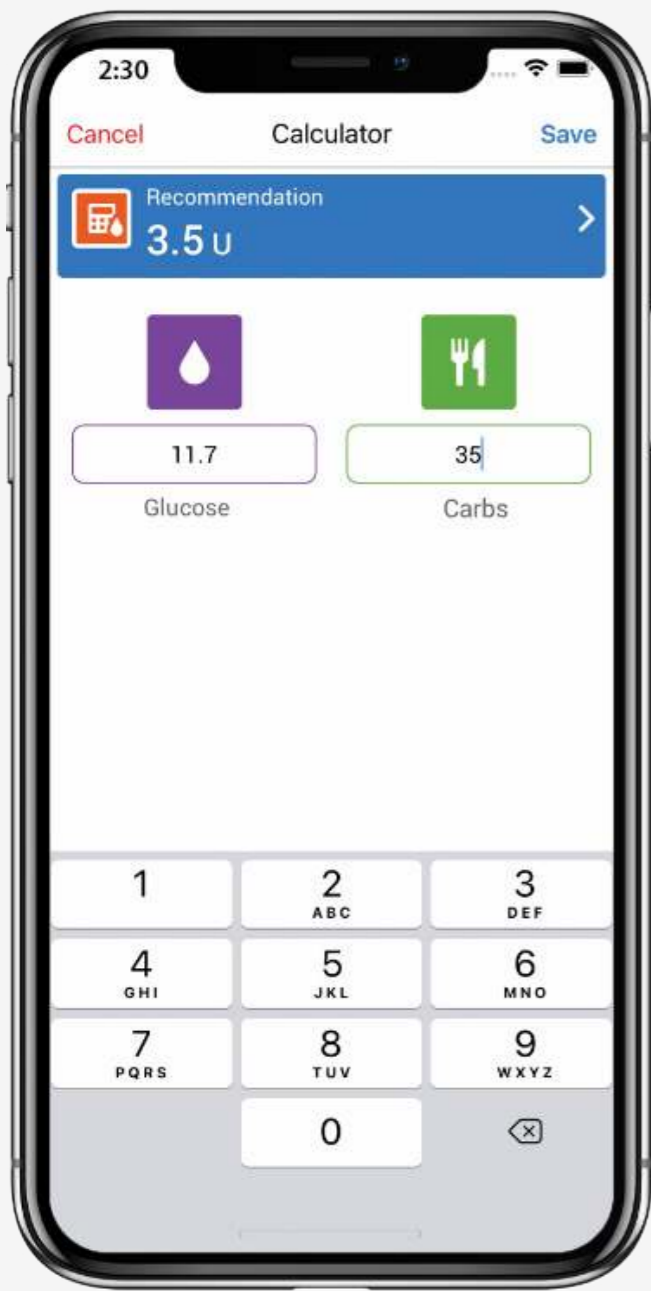 2:30
Cancel Calculator Save
Recommendation
3.5 U
11.7 35
Glucose Carbs
1 2 3
ABC DEF
4 5 6
GHI JKL MNO
7 8 9
PQRS TUV WXYZ
0